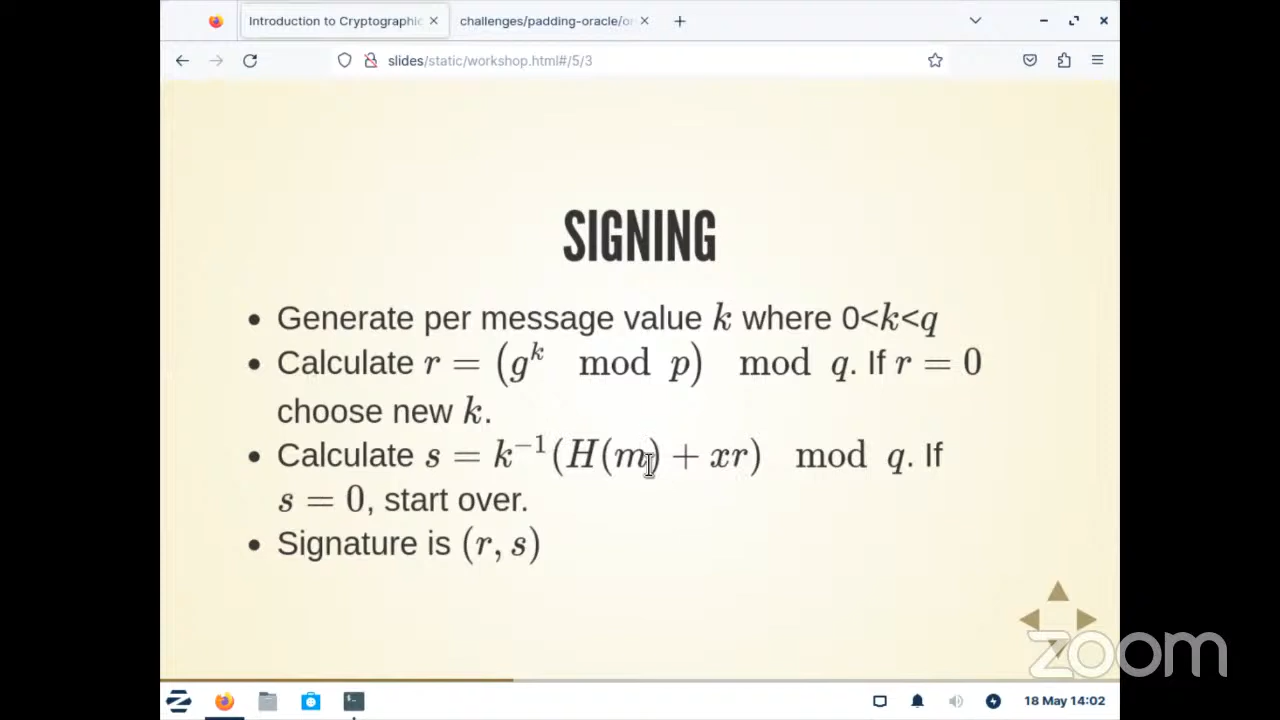 Introduction to Cryptographic
challenges/padding-oracle/or
slides/static/workshop.html#/5/3
SIGNING
• Generate per message value k where 0<k<q
• Calculate r = (g^k mod p) mod q. If r = 0
choose new k.
• Calculate s = k^{-1}(H(m) + xr) mod q. If
s = 0, start over.
• Signature is (r, s)
zoom
18 May 14:02